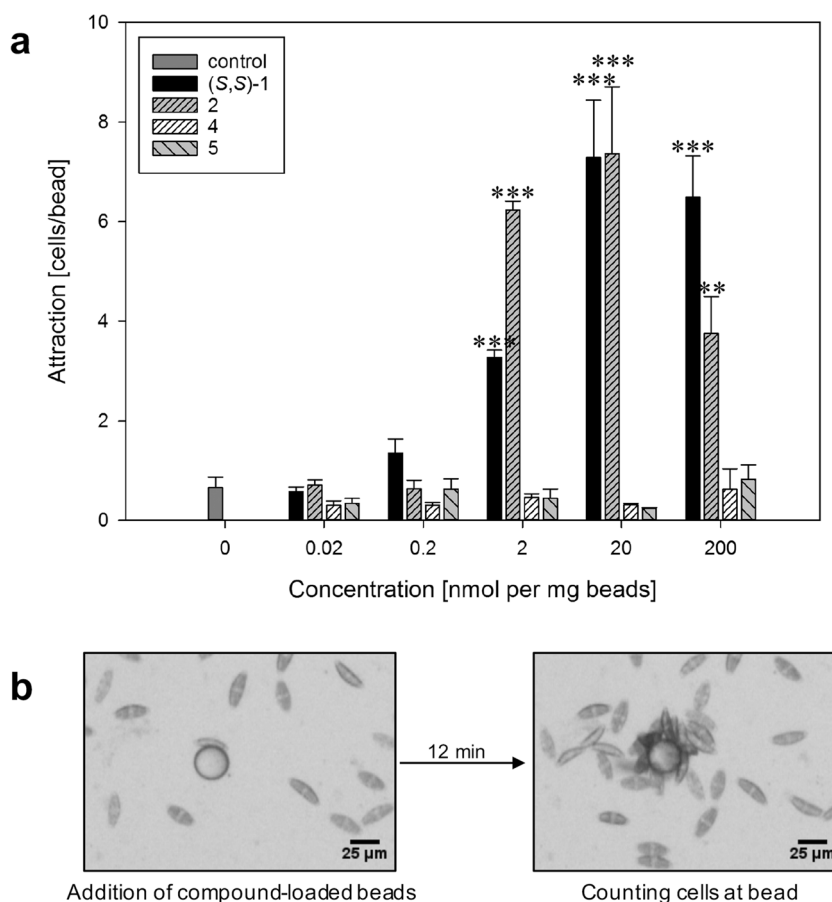 a
10
8
6
4
2
0
Attraction [cells/bead]
control
(S,S)-1
2
4
5
***
***
***
***
***
**
0 0.02 0.2 2 20 200
Concentration [nmol per mg beads]
b
12 min
25 µm
25 µm
Addition of compound-loaded beads
Counting cells at bead